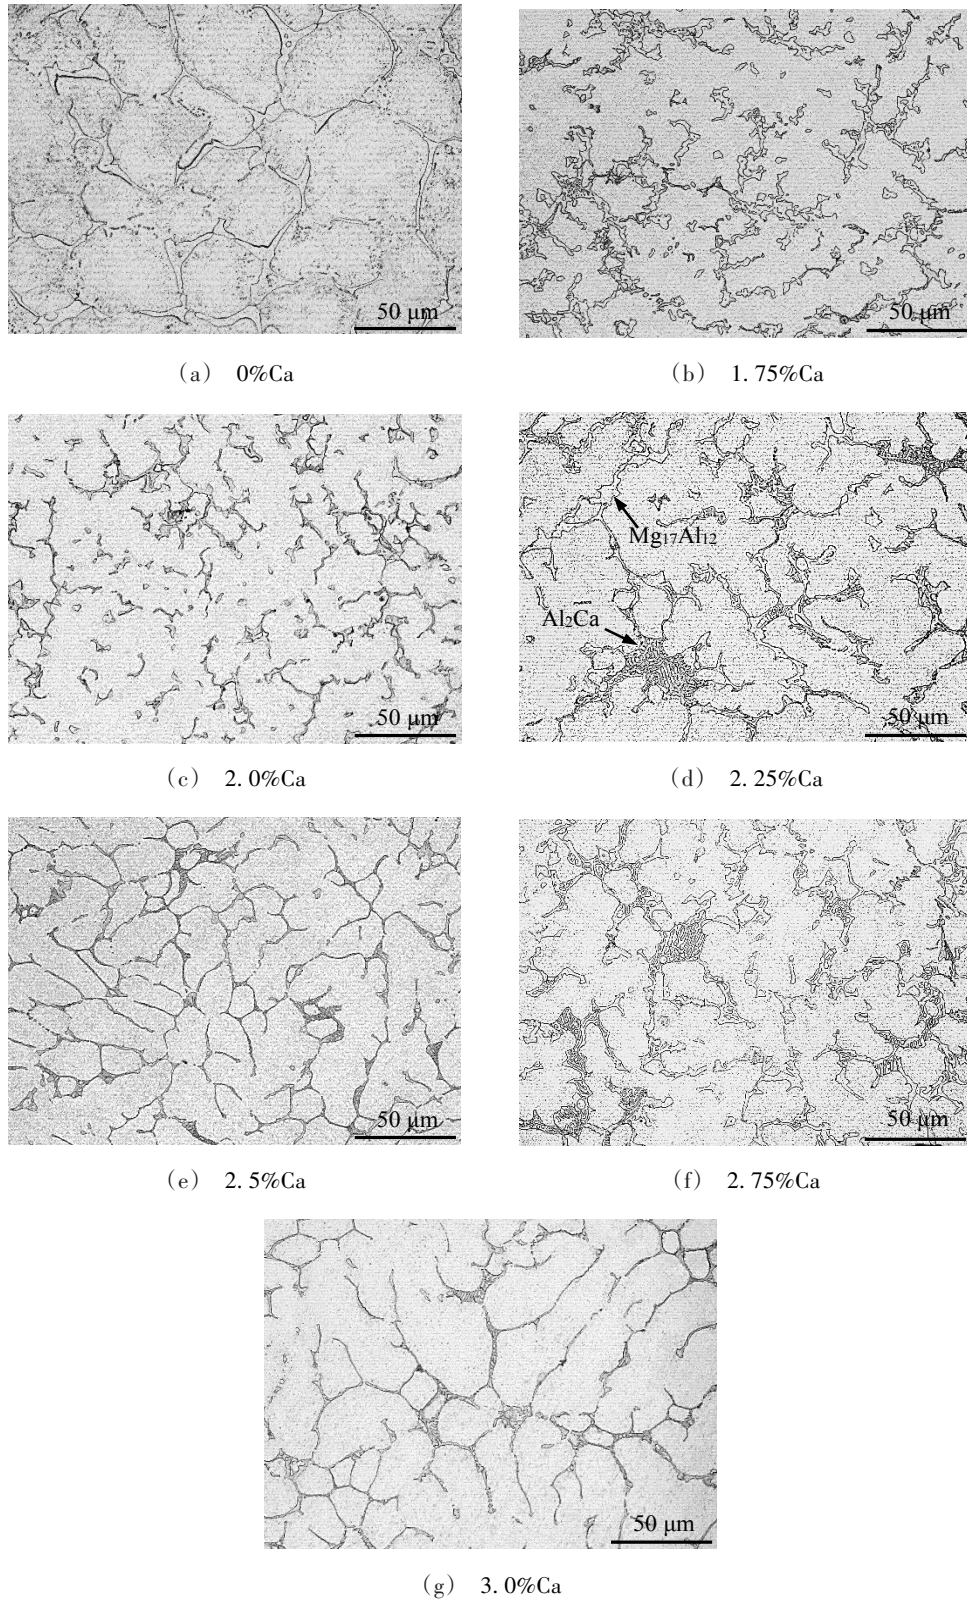 50 μm
50 μm
(a) 0%Ca
(b) 1.75%Ca
Mg₁₇Al₁₂
Al₂Ca
50 μm
50 μm
(c) 2.0%Ca
(d) 2.25%Ca
50 μm
50 μm
(e) 2.5%Ca
(f) 2.75%Ca
50 μm
(g) 3.0%Ca